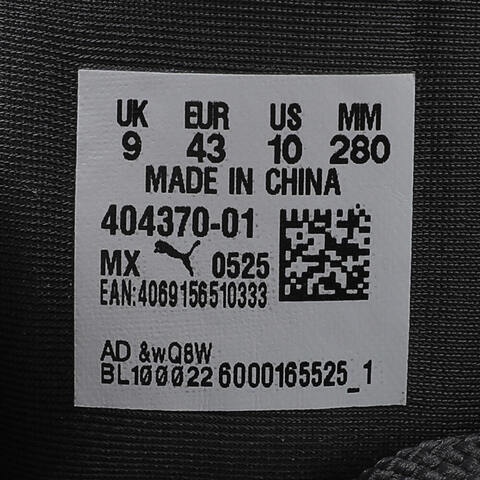 UK EUR US MM
9 43 10 280
MADE IN CHINA
404370-01
MX 0525
EAN:4069156510333
AD &wQ8W
BL100022 6000165525_1